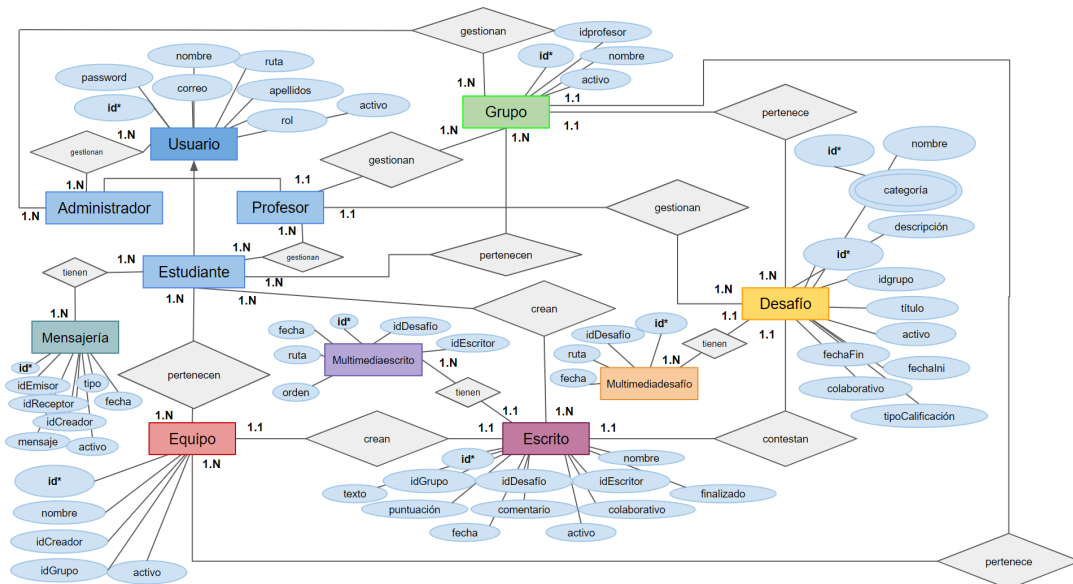 gestionan
idprofesor
nombre
ruta
id*
nombre
password
correo
apellidos
activo
1.N
1.1
id*
rol
activo
Grupo
1.1
pertenece
1.N
Usuario
1.N
1.N
gestionan
gestionan
id*
nombre
1.N
1.1
categoría
Administrador
Profesor
gestionan
1.N
1.1
descripción
1.N
1.N
id*
tienen
1.N
gestionan
pertenecen
Estudiante
1.N
1.N
idgrupo
1.N
1.N
1.N
Desafío
título
1.N
crean
id*
idDesafío
id*
1.1
1.1
Mensajería
fecha
idEscritor
idDesafío
tienen
activo
ruta
Multimediaescrito
ruta
1.N
fechaFin
fechaIni
id*
tipo
pertenecen
1.N
fecha
Multimediadesafío
idEmisor
orden
tienen
colaborativo
idReceptor
fecha
idCreador
1.N
1.1
1.N
tipoCalificación
mensaje
activo
Equipo
1.1
crean
1.1
Escrito
1.1
contestan
1.N
id*
nombre
id*
idGrupo
idDesafío
idEscritor
texto
finalizado
nombre
puntuación
comentario
colaborativo
idCreador
fecha
activo
idGrupo
activo
pertenece